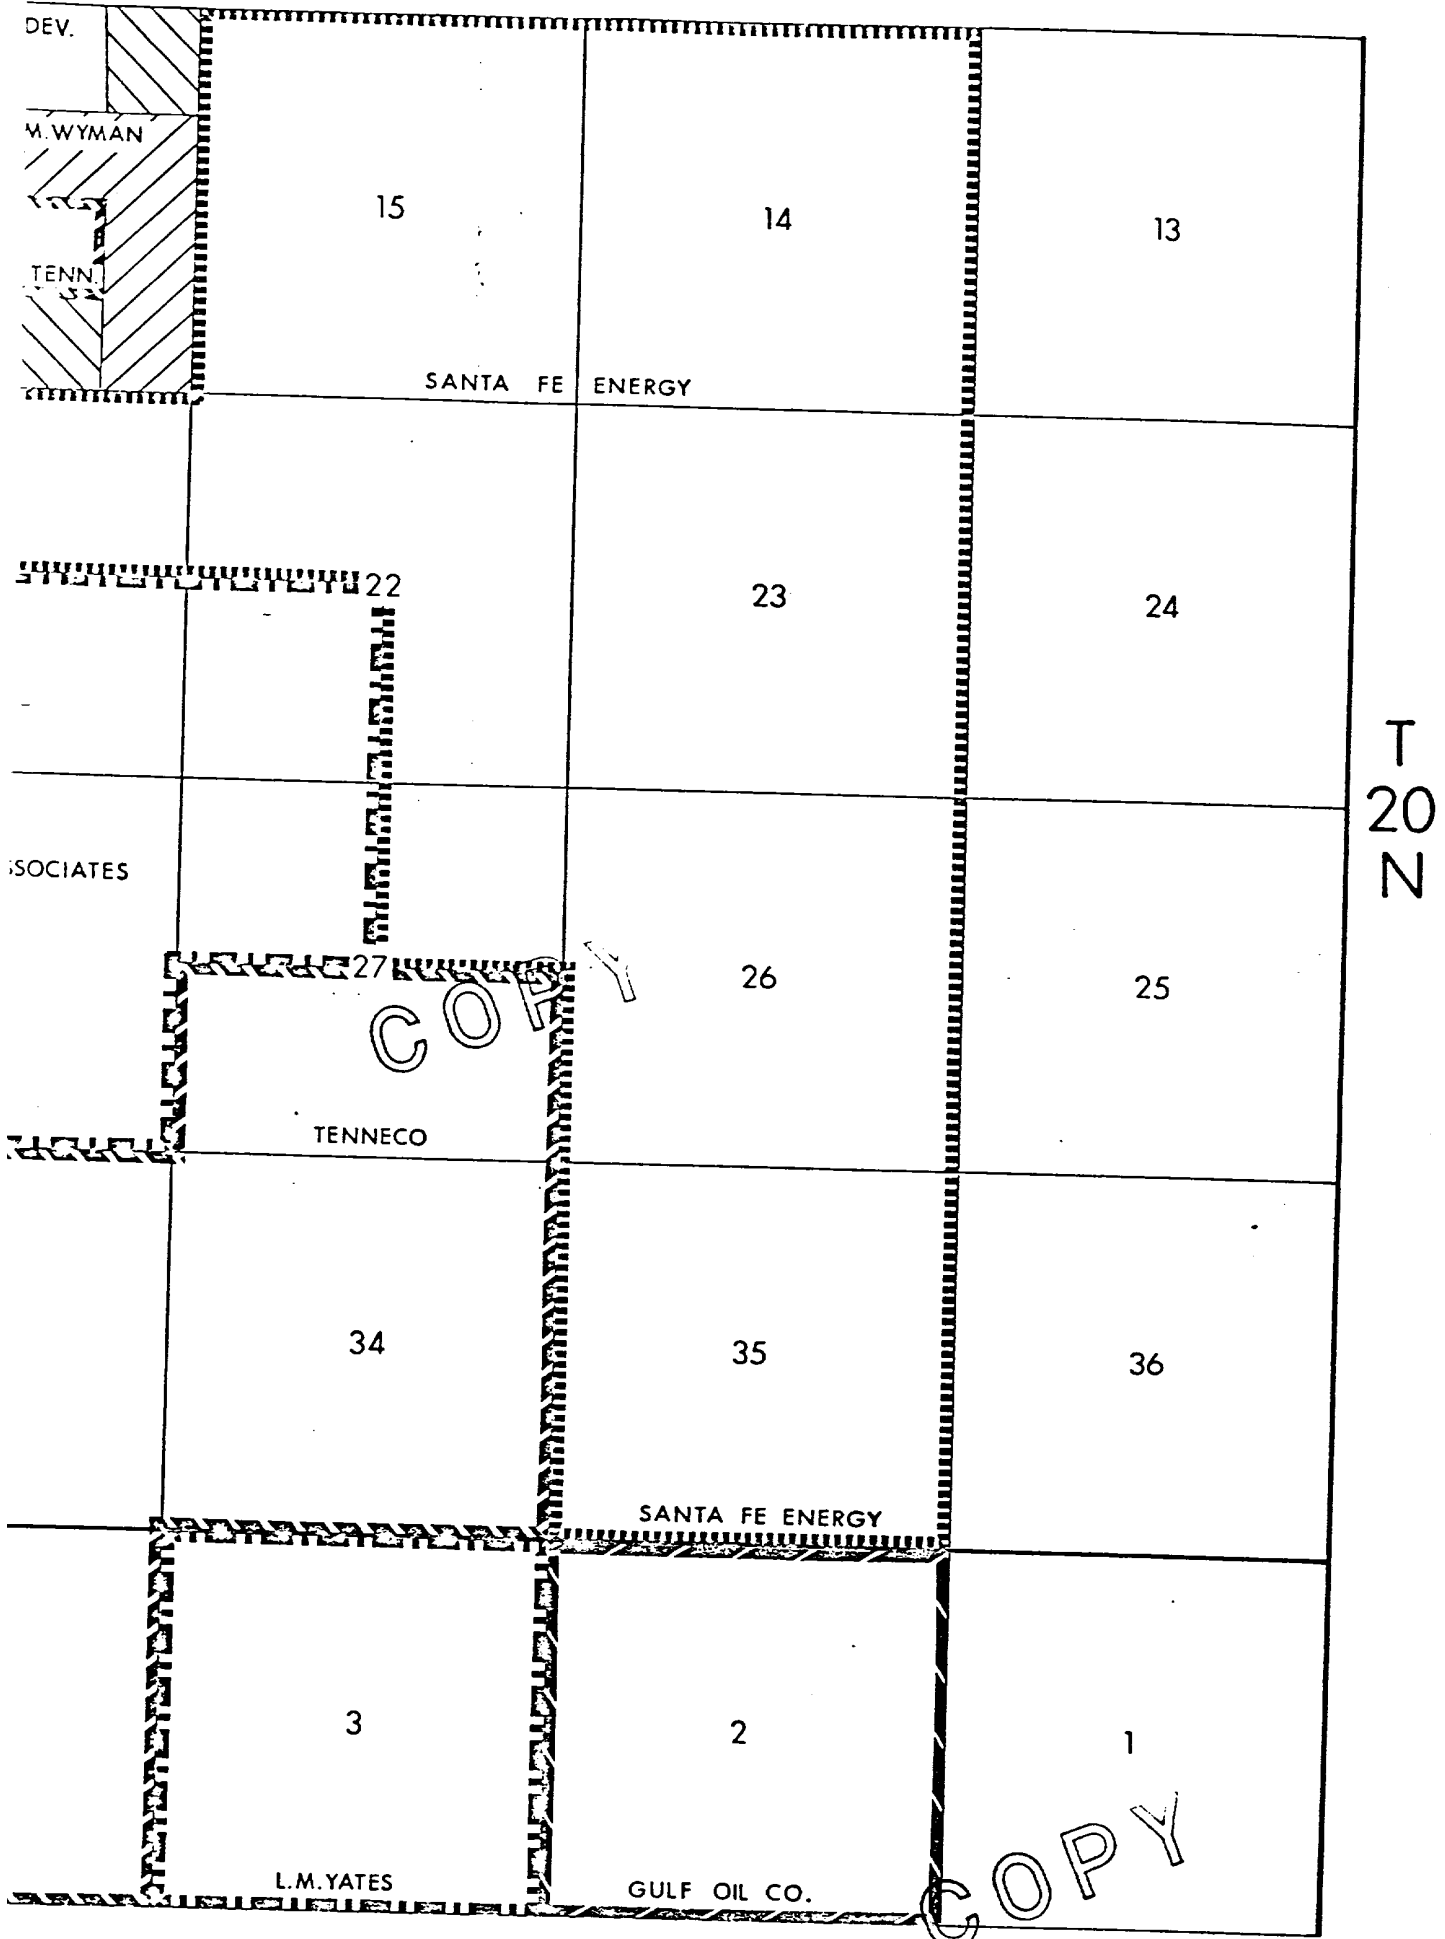 DEV.
M. WYMAN
TENN.
15
14
13
SANTA FE ENERGY
22
23
24
T
20
N
SSOCIATES
27
26
25
COPY
TENNECO
34
35
36
SANTA FE ENERGY
3
2
1
L.M.YATES
GULF OIL CO.
COPY